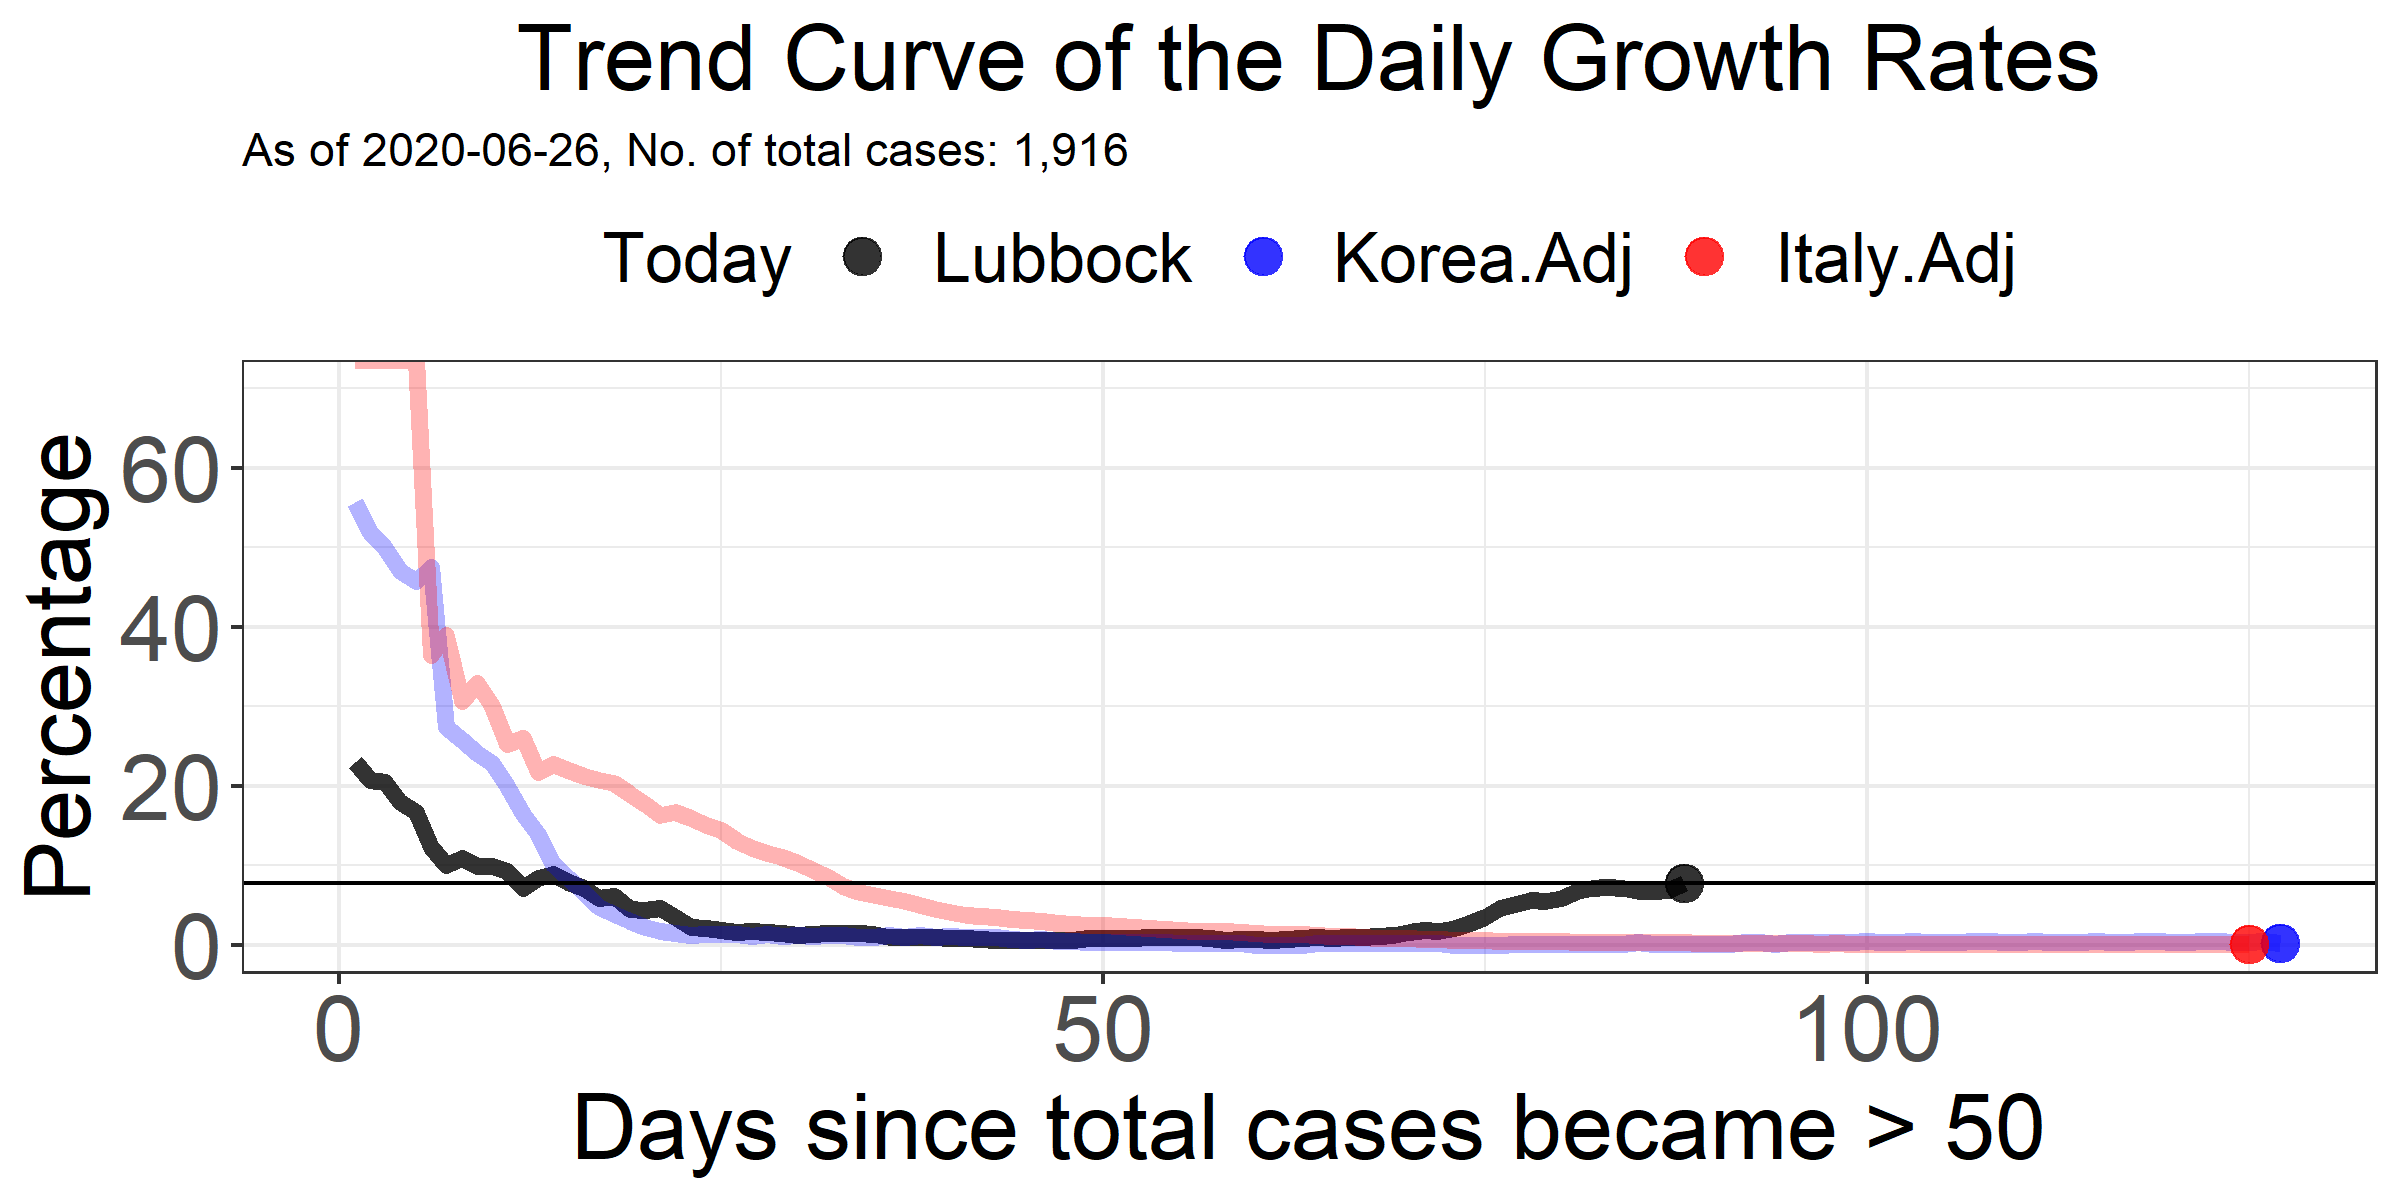 Trend Curve of the Daily Growth Rates
As of 2020-06-26, No. of total cases: 1,916
Today Lubbock Korea.Adj Italy.Adj
Percentage
60
40
20
0
0 50 100
Days since total cases became > 50